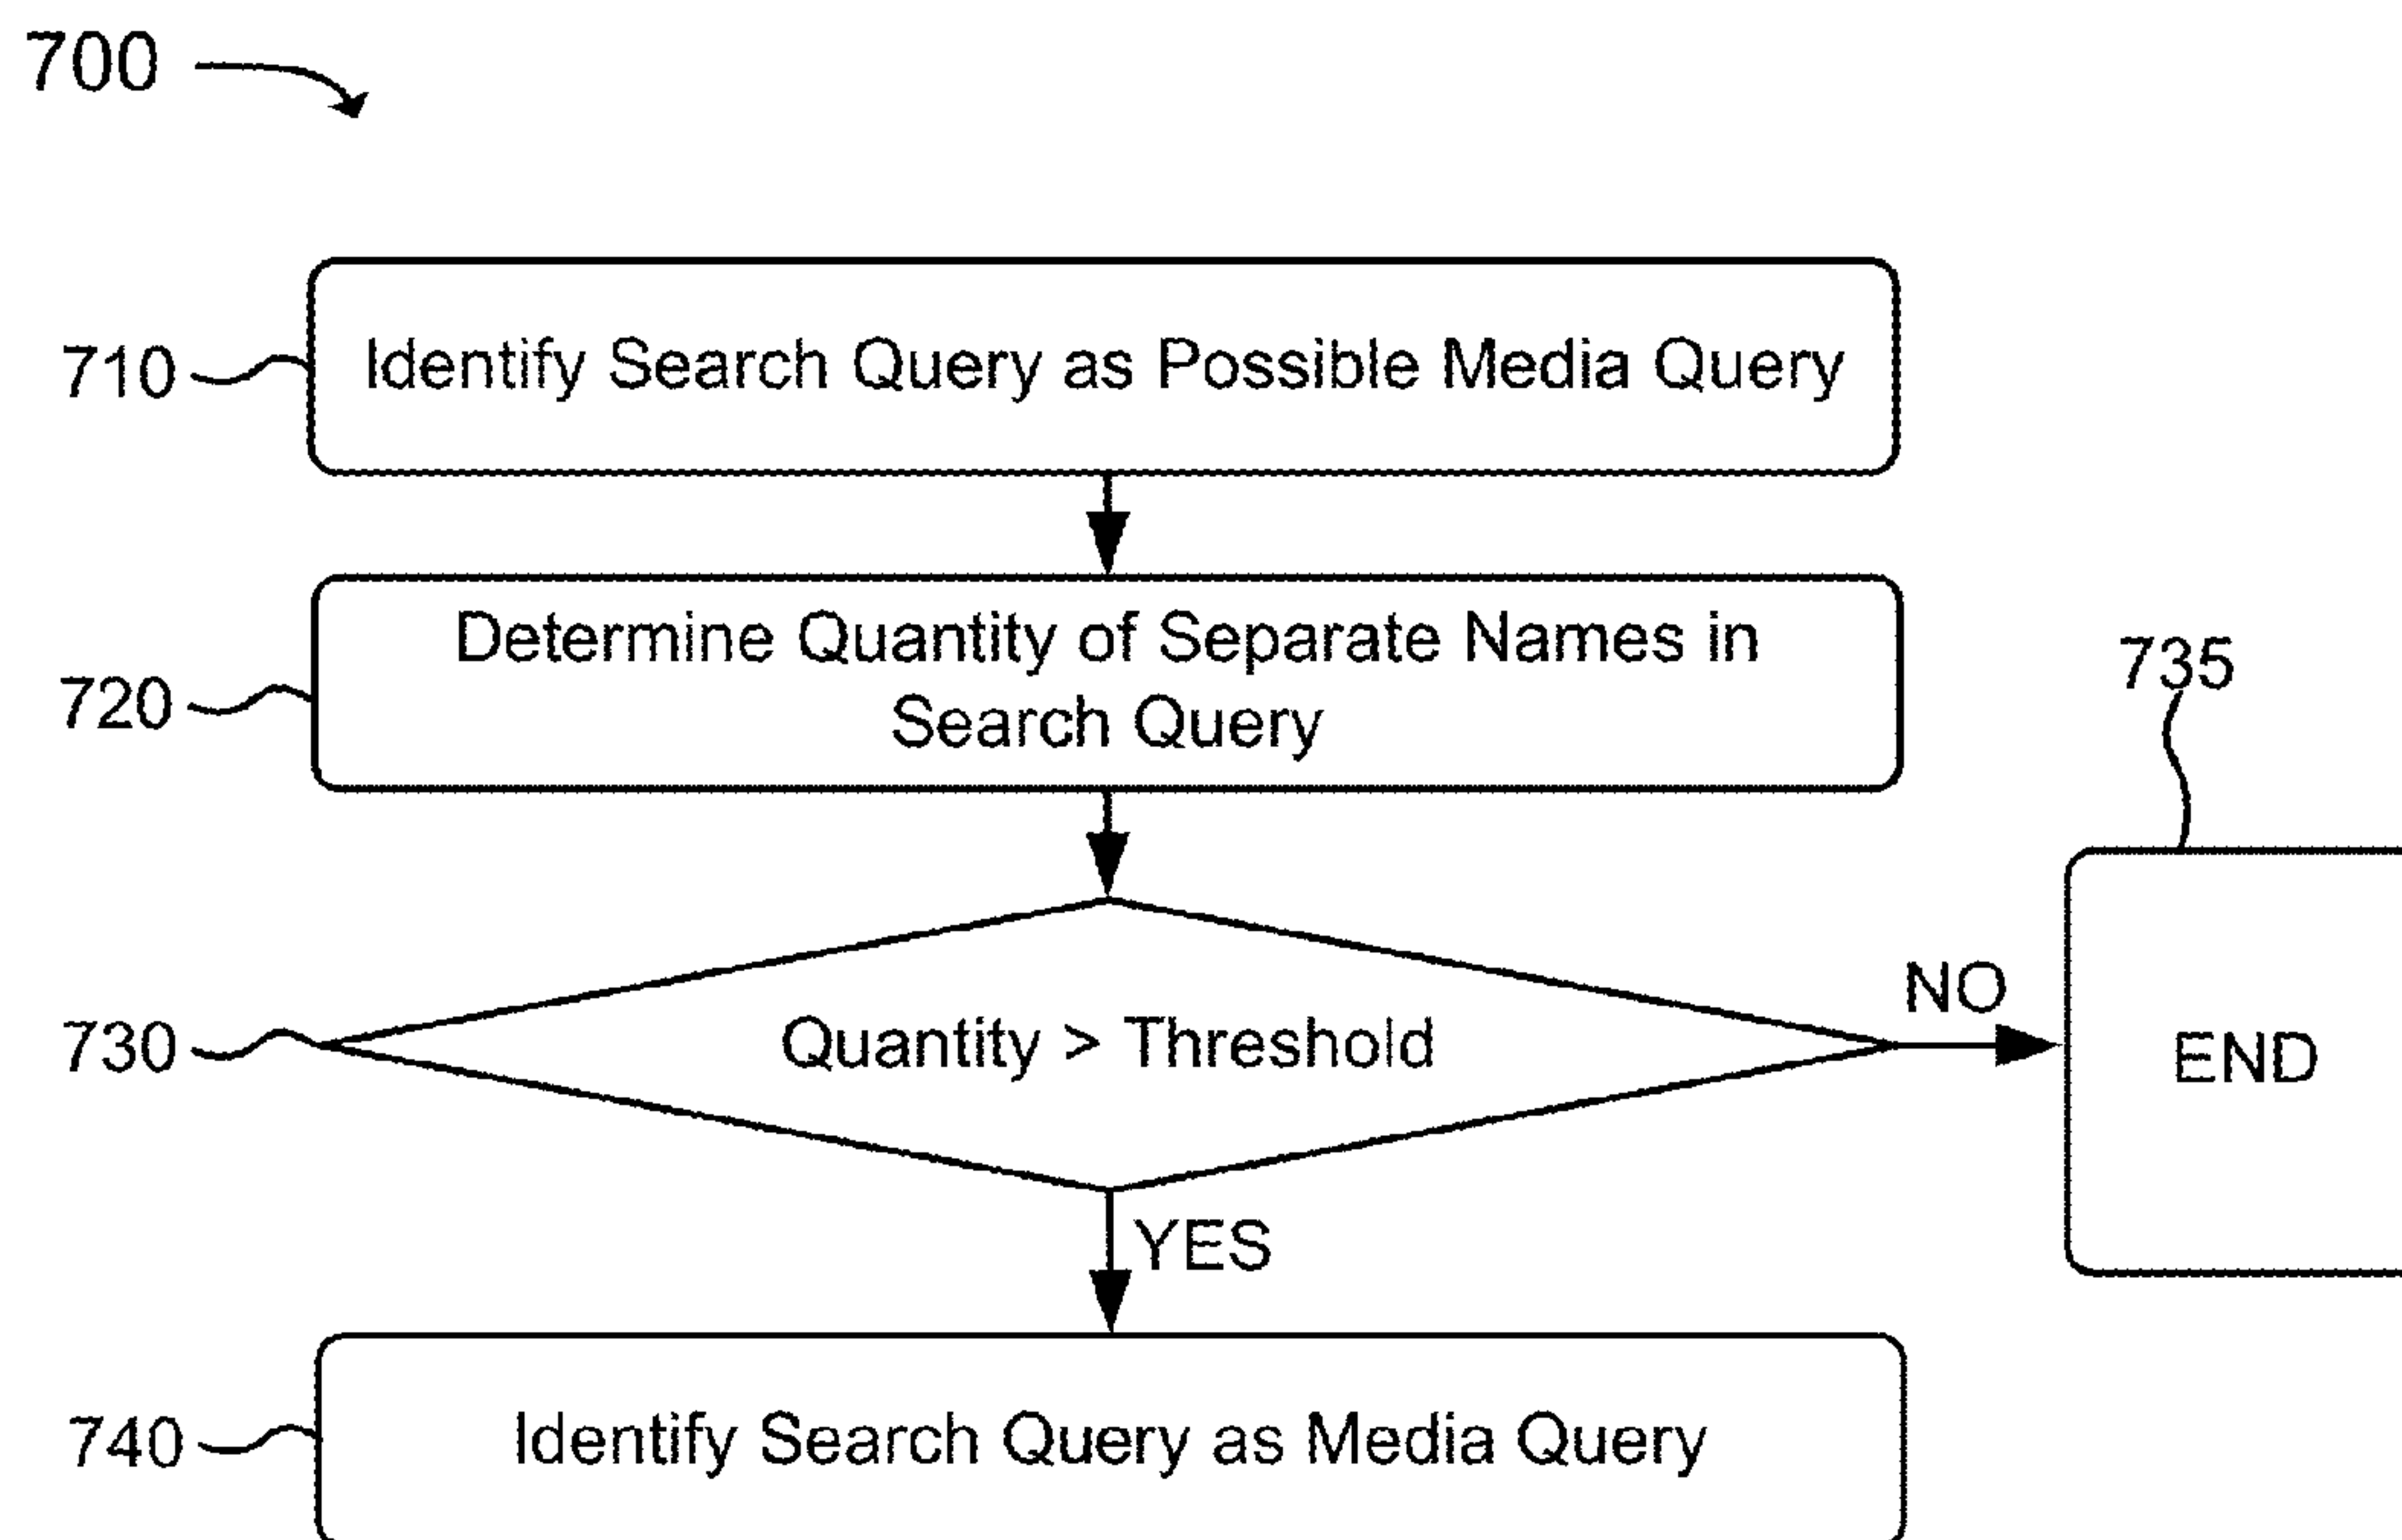 700
710
Identify Search Query as Possible Media Query
720
Determine Quantity of Separate Names in
Search Query
735
730
Quantity > Threshold
NO
END
YES
740
Identify Search Query as Media Query